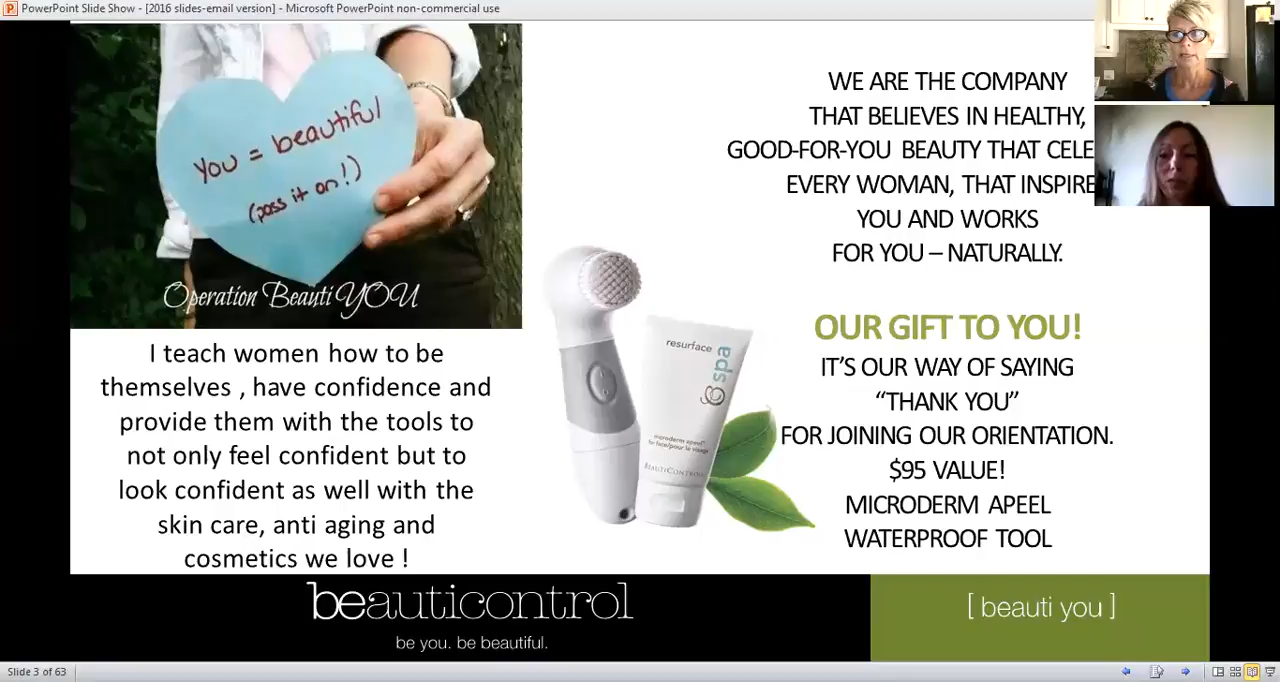 PowerPoint Slide Show - [2016 slides-email version] - Microsoft PowerPoint non-commercial use
you = beautiful
(pass it on!)
Operation Beauti YOU
I teach women how to be
themselves , have confidence and
provide them with the tools to
not only feel confident but to
look confident as well with the
skin care, anti aging and
cosmetics we love !
resurface
spa
microderm apeel
BEAUTICONTROL
WE ARE THE COMPANY
THAT BELIEVES IN HEALTHY,
GOOD-FOR-YOU BEAUTY THAT CELE
EVERY WOMAN, THAT INSPIRE
YOU AND WORKS
FOR YOU – NATURALLY.
OUR GIFT TO YOU!
IT’S OUR WAY OF SAYING
“THANK YOU”
FOR JOINING OUR ORIENTATION.
$95 VALUE!
MICRODERM APEEL
WATERPROOF TOOL
beauticontrol
be you. be beautiful.
[ beauti you ]
Slide 3 of 63